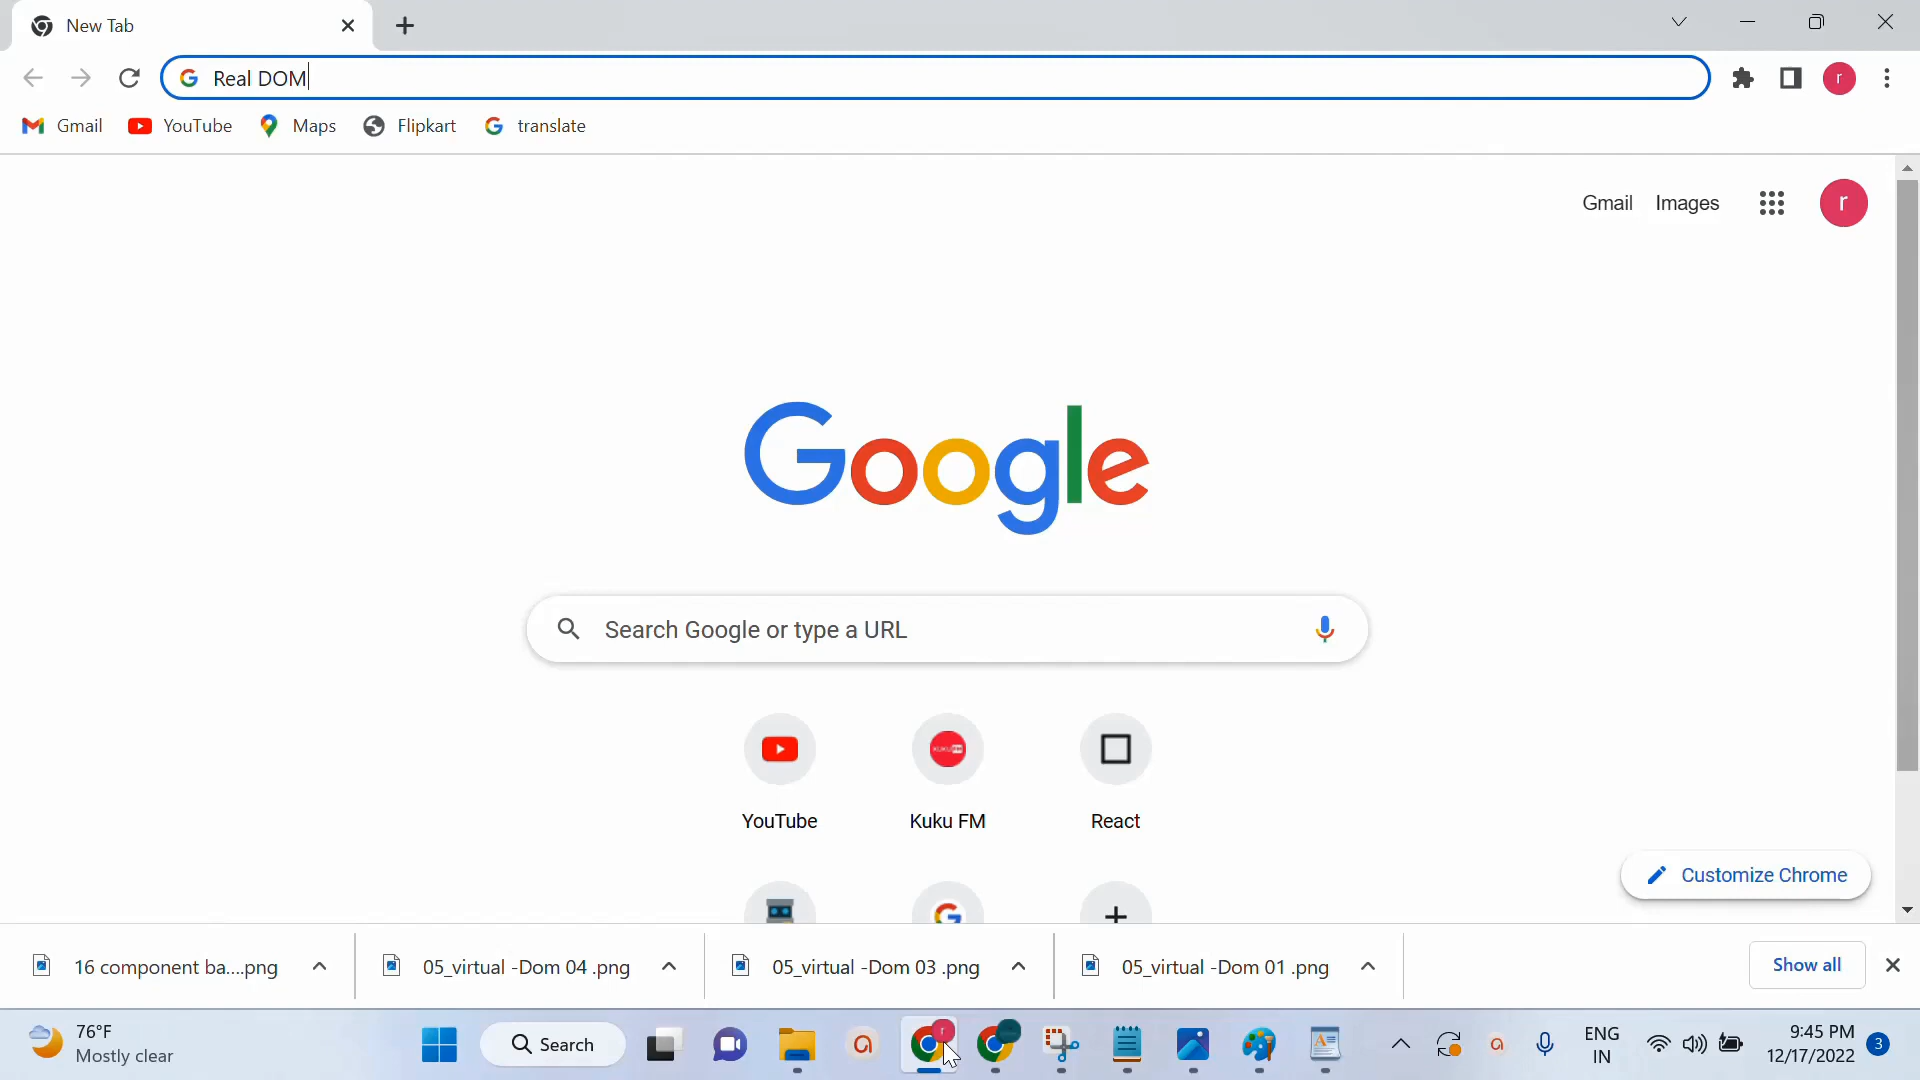 New Tab
Real DOM
Gmail YouTube Maps Flipkart translate
Gmail Images r
Google
Search Google or type a URL
YouTube Kuku FM React
Customize Chrome
16 component ba....png 05_virtual -Dom 04 .png 05_virtual -Dom 03 .png 05_virtual -Dom 01 .png Show all
76°F
Mostly clear
Search
ENG
IN
9:45 PM
12/17/2022
3